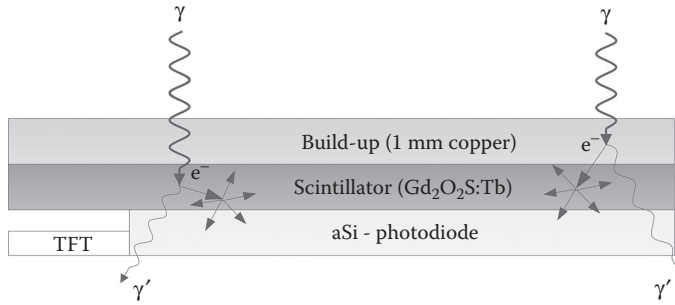 γ γ
Build-up (1 mm copper)
e⁻
e⁻
Scintillator (Gd₂O₂S:Tb)
aSi - photodiode
TFT
γ′ γ′